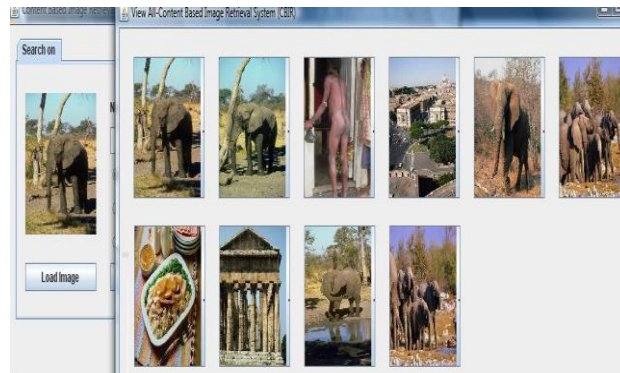 Content Based Image Retrieval
View All-Content Based Image Retrieval System (CBIR)
Search on
N
Load Image